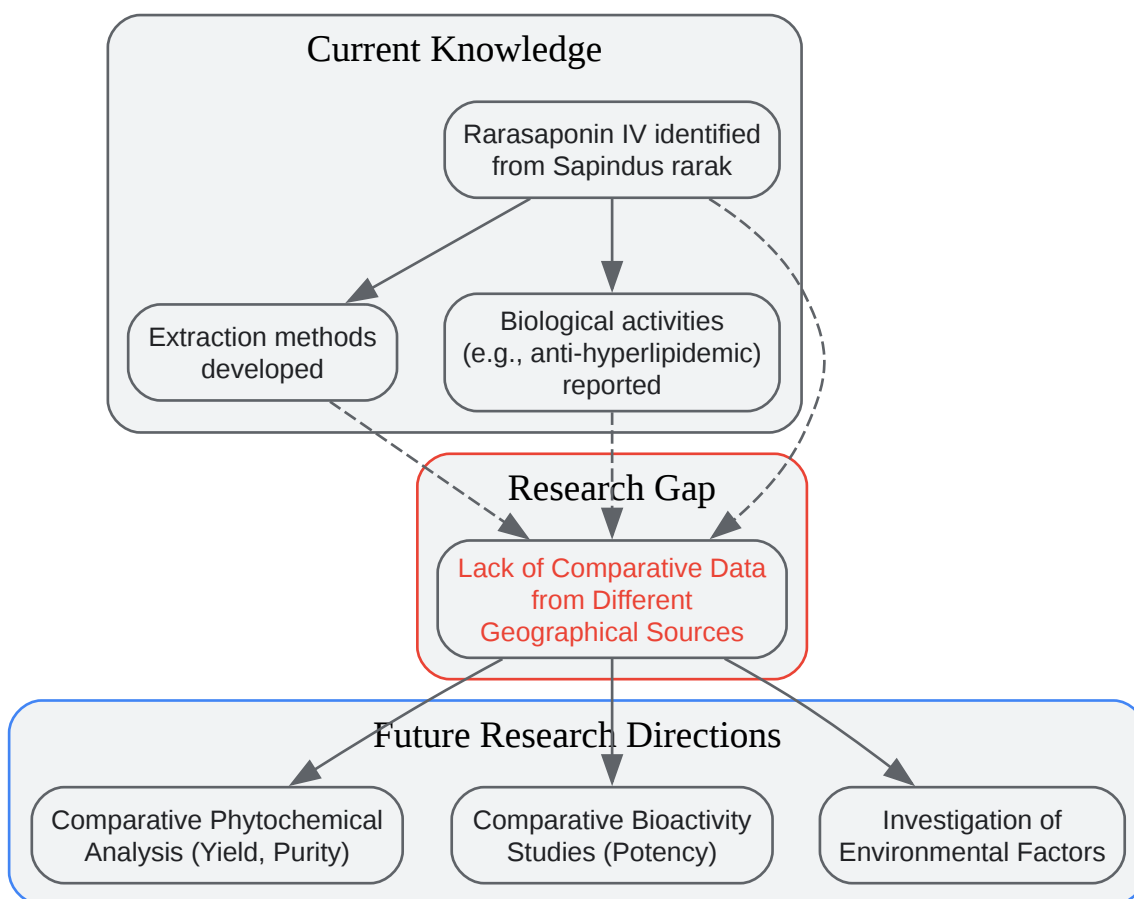 Current Knowledge
Rarasaponin IV identified
from Sapindus rarak
Extraction methods
developed
Biological activities
(e.g., anti-hyperlipidemic)
reported
Research Gap
Lack of Comparative Data
from Different
Geographical Sources
Future Research Directions
Comparative Phytochemical
Analysis (Yield, Purity)
Comparative Bioactivity
Studies (Potency)
Investigation of
Environmental Factors